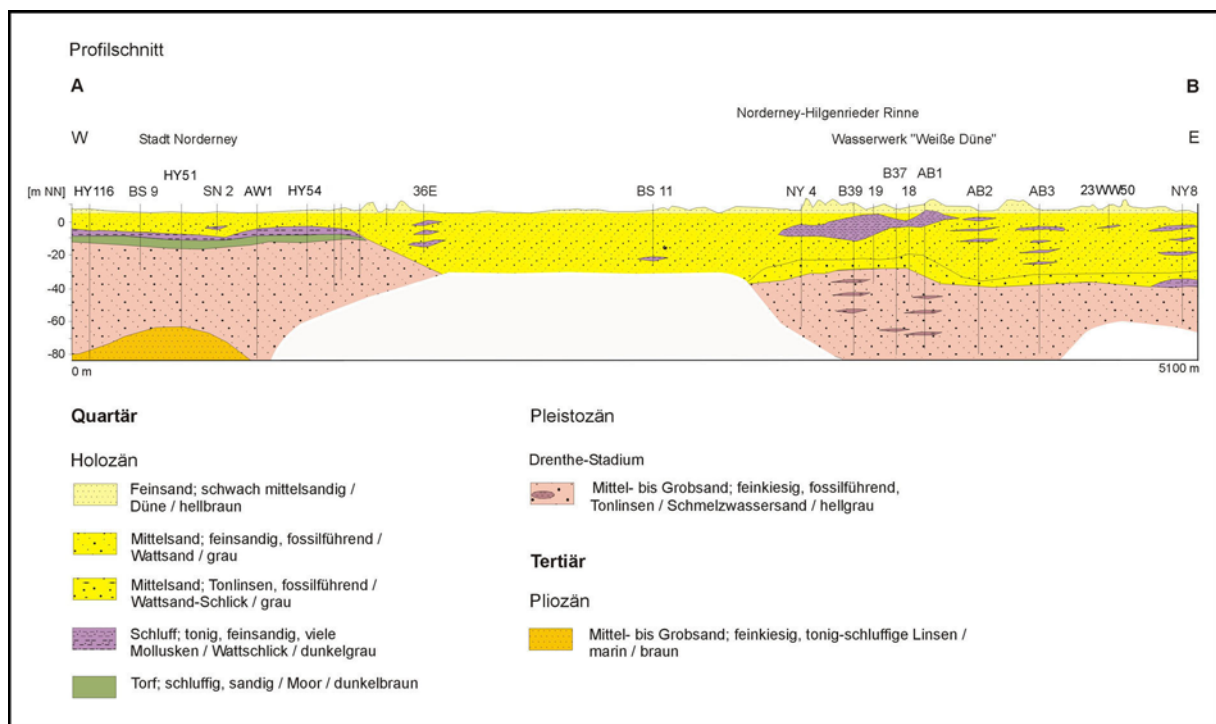 Profilschnitt
A B
Norderney-Hilgenrieder Rinne
W Stadt Norderney Wasserwerk "Weiße Düne" E
HY51 B37 AB1
[m NN] HY116 BS 9 SN 2 AW1 HY54 36E BS 11 NY 4 B39 19 18 AB2 AB3 23WW50 NY8
0
-20
-40
-60
-80
0 m 5100 m
Quartär
Holozän
Feinsand; schwach mittelsandig /
Düne / hellbraun
Mittelsand; feinsandig, fossilführend /
Wattsand / grau
Mittelsand; Tonlinsen, fossilführend /
Wattsand-Schlick / grau
Schluff; tonig, feinsandig, viele
Mollusken / Wattschlick / dunkelgrau
Torf; schluffig, sandig / Moor / dunkelbraun
Pleistozän
Drenthe-Stadium
Mittel- bis Grobsand; feinkiesig, fossilführend,
Tonlinsen / Schmelzwassersand / hellgrau
Tertiär
Pliozän
Mittel- bis Grobsand; feinkiesig, tonig-schluffige Linsen /
marin / braun